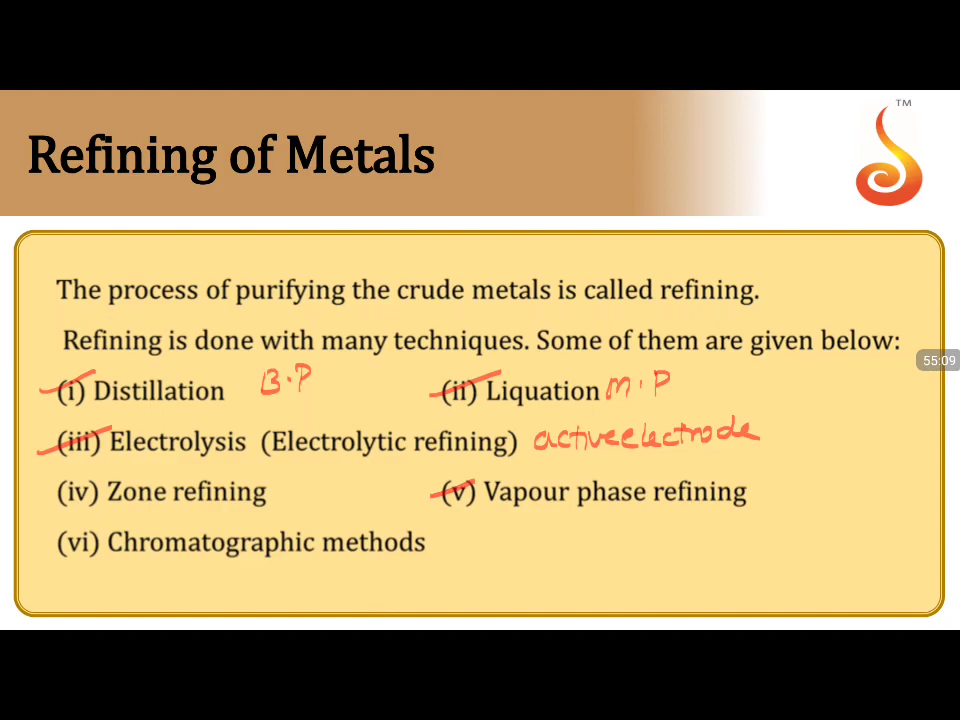 TM
Refining of Metals
The process of purifying the crude metals is called refining.
Refining is done with many techniques. Some of them are given below:
55:09
(i) Distillation B.P (ii) Liquation M.P
(iii) Electrolysis (Electrolytic refining) active electrode
(iv) Zone refining (v) Vapour phase refining
(vi) Chromatographic methods